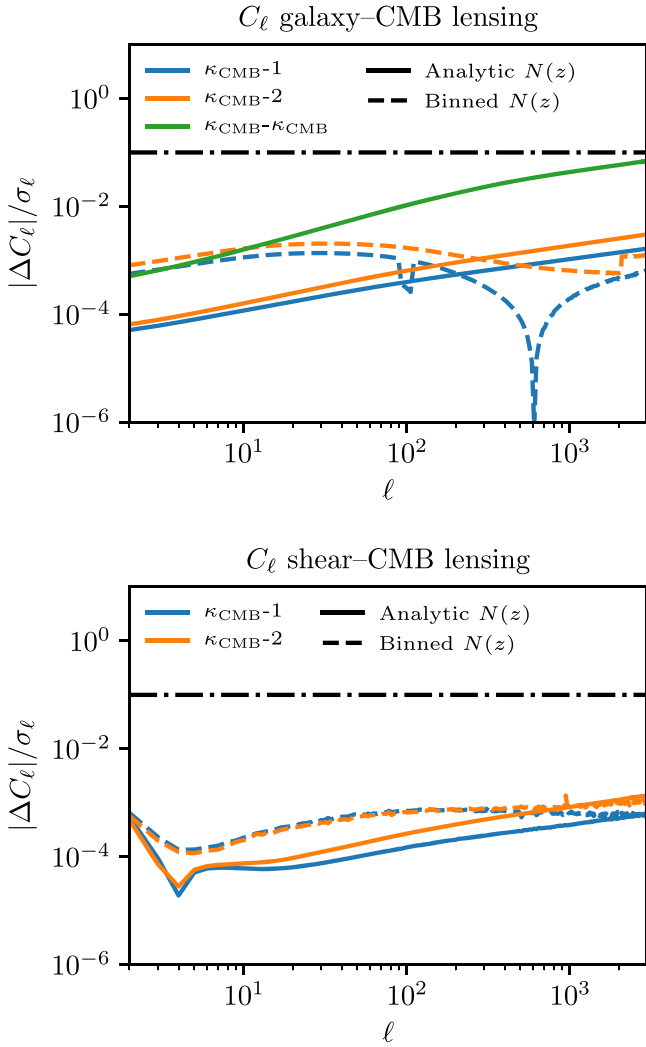 C_ℓ galaxy–CMB lensing
κ_CMB-1
κ_CMB-2
κ_CMB-κ_CMB
Analytic N(z)
Binned N(z)
|ΔC_ℓ|/σ_ℓ
10^0
10^−2
10^−4
10^−6
10^1
10^2
10^3
ℓ
C_ℓ shear–CMB lensing
κ_CMB-1
κ_CMB-2
Analytic N(z)
Binned N(z)
|ΔC_ℓ|/σ_ℓ
10^0
10^−2
10^−4
10^−6
10^1
10^2
10^3
ℓ